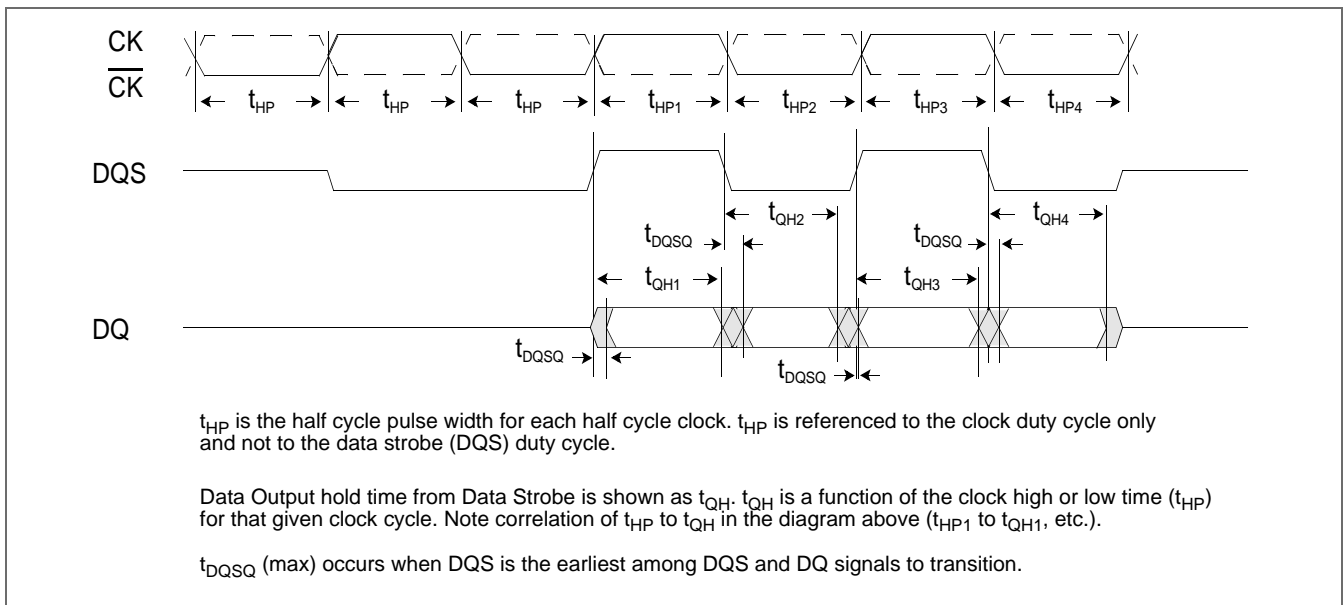 CK
CK
tHP tHP tHP tHP1 tHP2 tHP3 tHP4
DQS
tQH2 tQH4
tDQSQ tDQSQ
tQH1 tQH3
DQ
tDQSQ
tDQSQ
tHP is the half cycle pulse width for each half cycle clock. tHP is referenced to the clock duty cycle only
and not to the data strobe (DQS) duty cycle.
Data Output hold time from Data Strobe is shown as tQH. tQH is a function of the clock high or low time (tHP)
for that given clock cycle. Note correlation of tHP to tQH in the diagram above (tHP1 to tQH1, etc.).
tDQSQ (max) occurs when DQS is the earliest among DQS and DQ signals to transition.